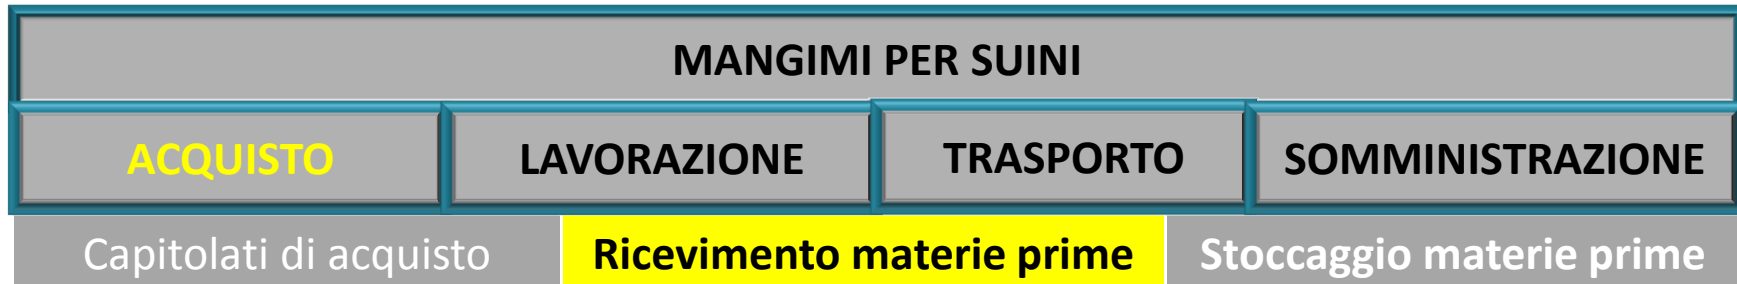 MANGIMI PER SUINI
ACQUISTO LAVORAZIONE TRASPORTO SOMMINISTRAZIONE
Capitolati di acquisto Ricevimento materie prime Stoccaggio materie prime